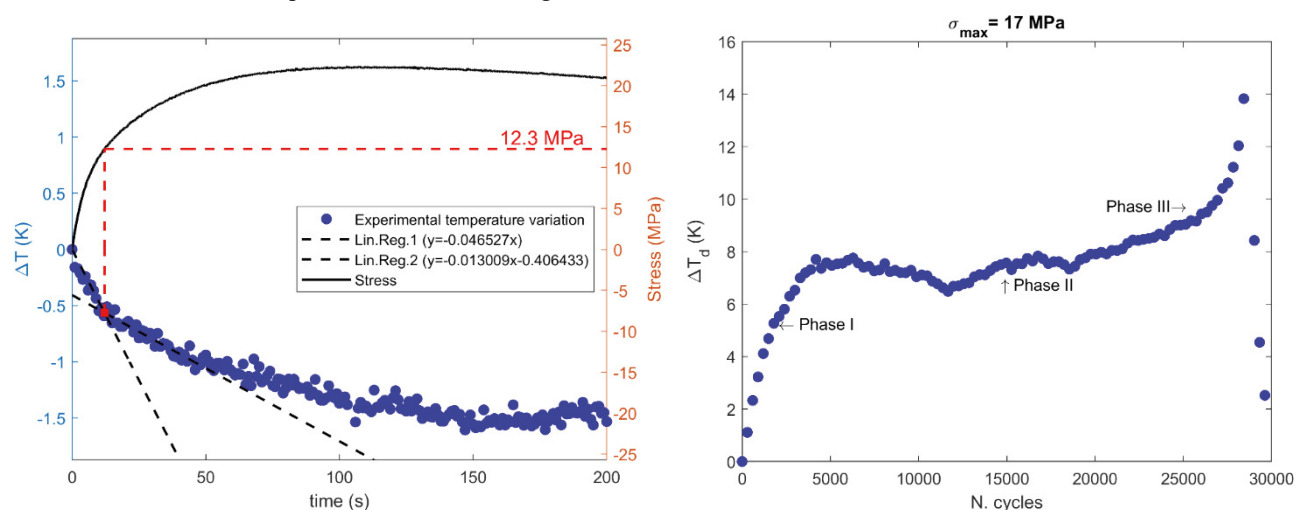 1.5
1
0.5
0
-0.5
-1
-1.5
ΔT (K)
25
20
15
10
5
0
-5
-10
-15
-20
-25
Stress (MPa)
12.3 MPa
Experimental temperature variation
Lin.Reg.1 (y=-0.046527x)
Lin.Reg.2 (y=-0.013009x-0.406433)
Stress
0 50 100 150 200
time (s)
σmax= 17 MPa
16
14
12
10
8
6
4
2
0
ΔTd (K)
Phase III→
↑Phase II
← Phase I
0 5000 10000 15000 20000 25000 30000
N. cycles